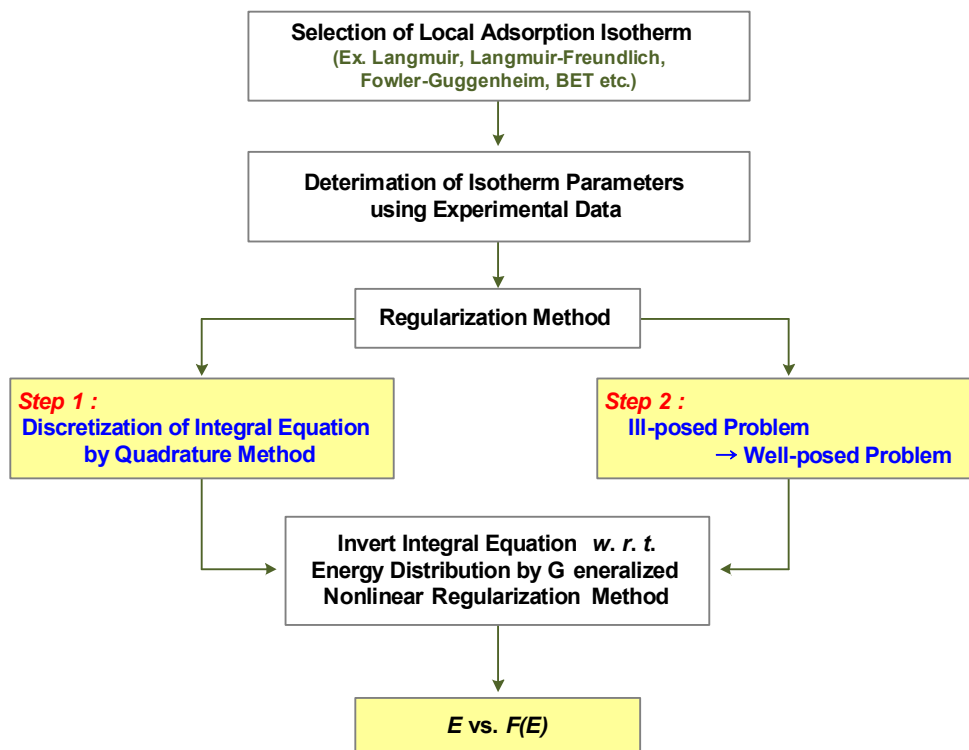 Selection of Local Adsorption Isotherm
(Ex. Langmuir, Langmuir-Freundlich,
Fowler-Guggenheim, BET etc.)
Deterimation of Isotherm Parameters
using Experimental Data
Regularization Method
Step 1 :
Discretization of Integral Equation
by Quadrature Method
Step 2 :
Ill-posed Problem
→ Well-posed Problem
Invert Integral Equation w. r. t.
Energy Distribution by G eneralized
Nonlinear Regularization Method
E vs. F(E)